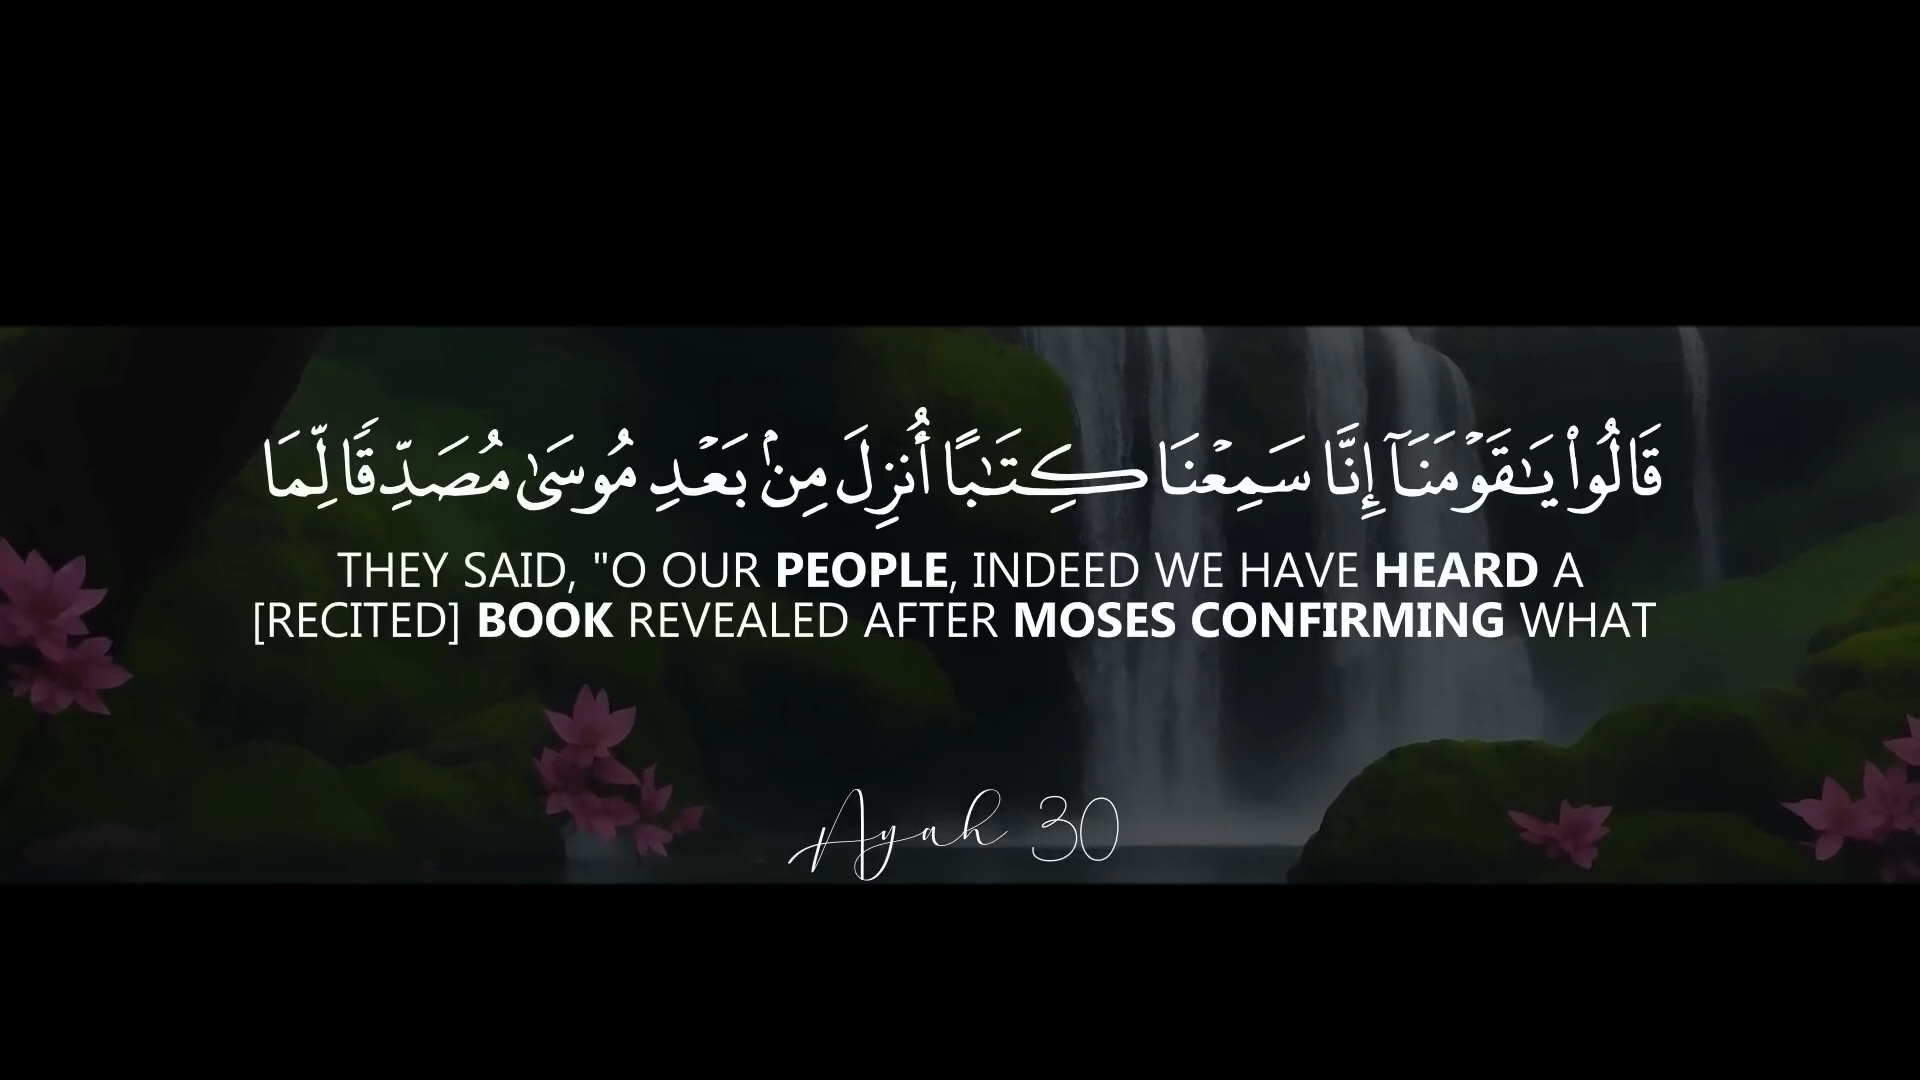 قَالُوا۟ يَـٰقَوْمَنَآ إِنَّا سَمِعْنَا كِتَـٰبًا أُنزِلَ مِنۢ بَعْدِ مُوسَىٰ مُصَدِّقًا لِّمَا
THEY SAID, "O OUR PEOPLE, INDEED WE HAVE HEARD A
[RECITED] BOOK REVEALED AFTER MOSES CONFIRMING WHAT
Ayah 30